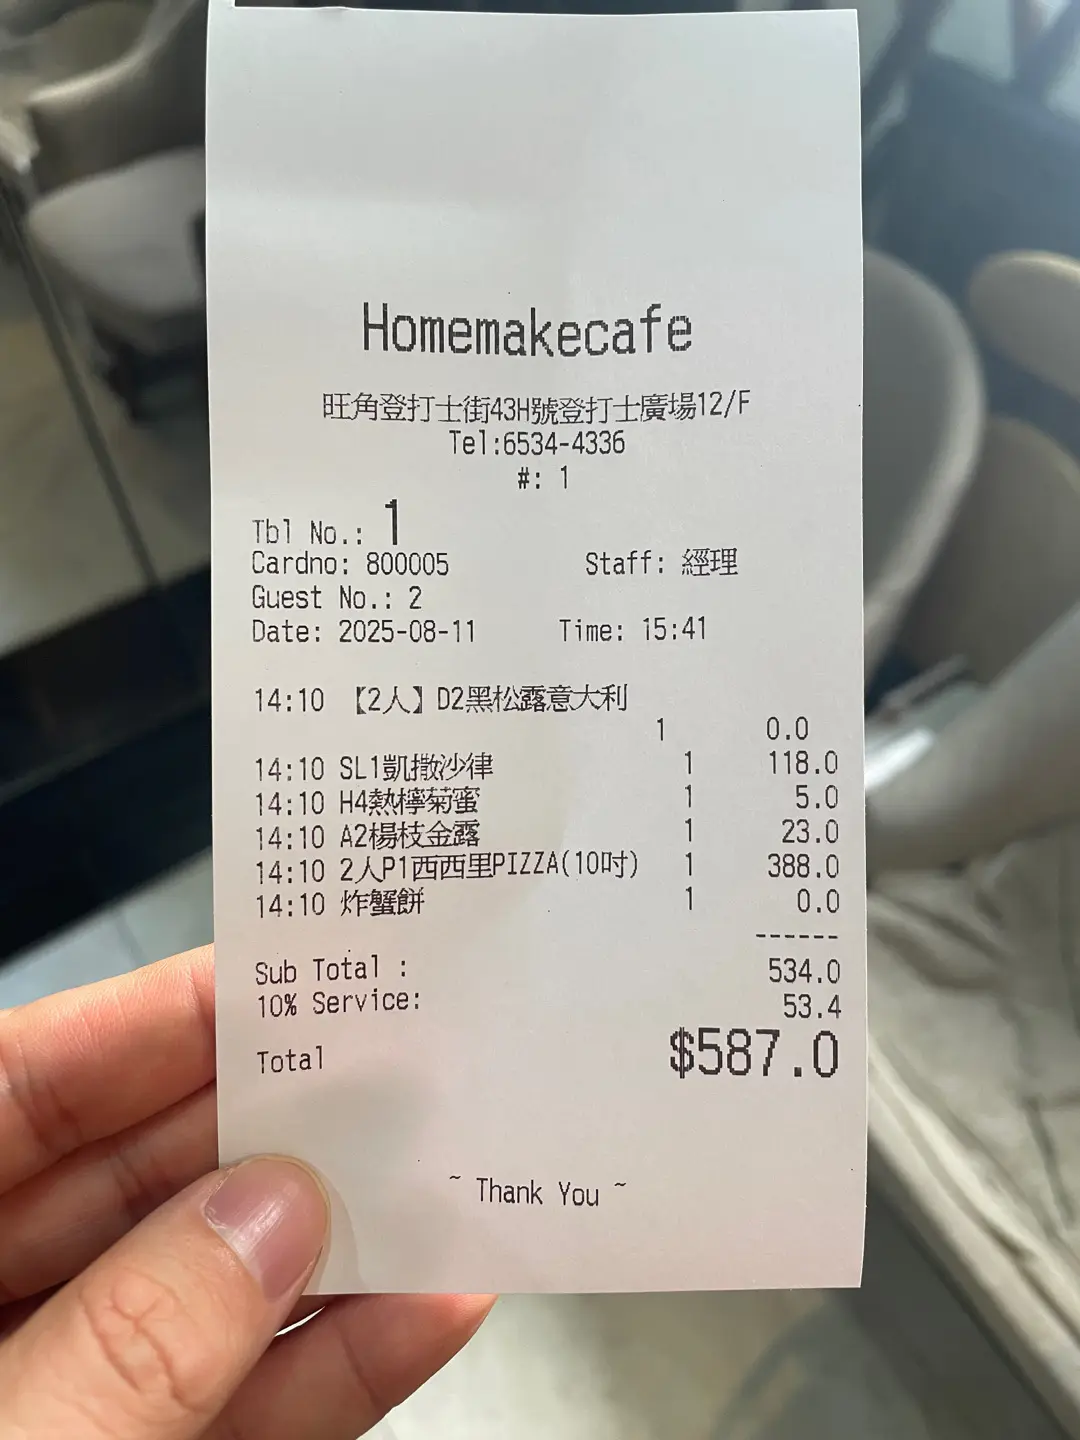 Homemakecafe
旺角登打士街43H號登打士廣場12/F
Tel:6534-4336
#: 1
Tbl No.: 1
Cardno: 800005 Staff: 經理
Guest No.: 2
Date: 2025-08-11 Time: 15:41
14:10 【2人】D2黑松露意大利
1 0.0
14:10 SL1凱撒沙律 1 118.0
14:10 H4熱檸菊蜜 1 5.0
14:10 A2楊枝金露 1 23.0
14:10 2人P1西西里PIZZA(10吋) 1 388.0
14:10 炸蟹餅 1 0.0
------
Sub Total : 534.0
10% Service: 53.4
Total $587.0
~ Thank You ~